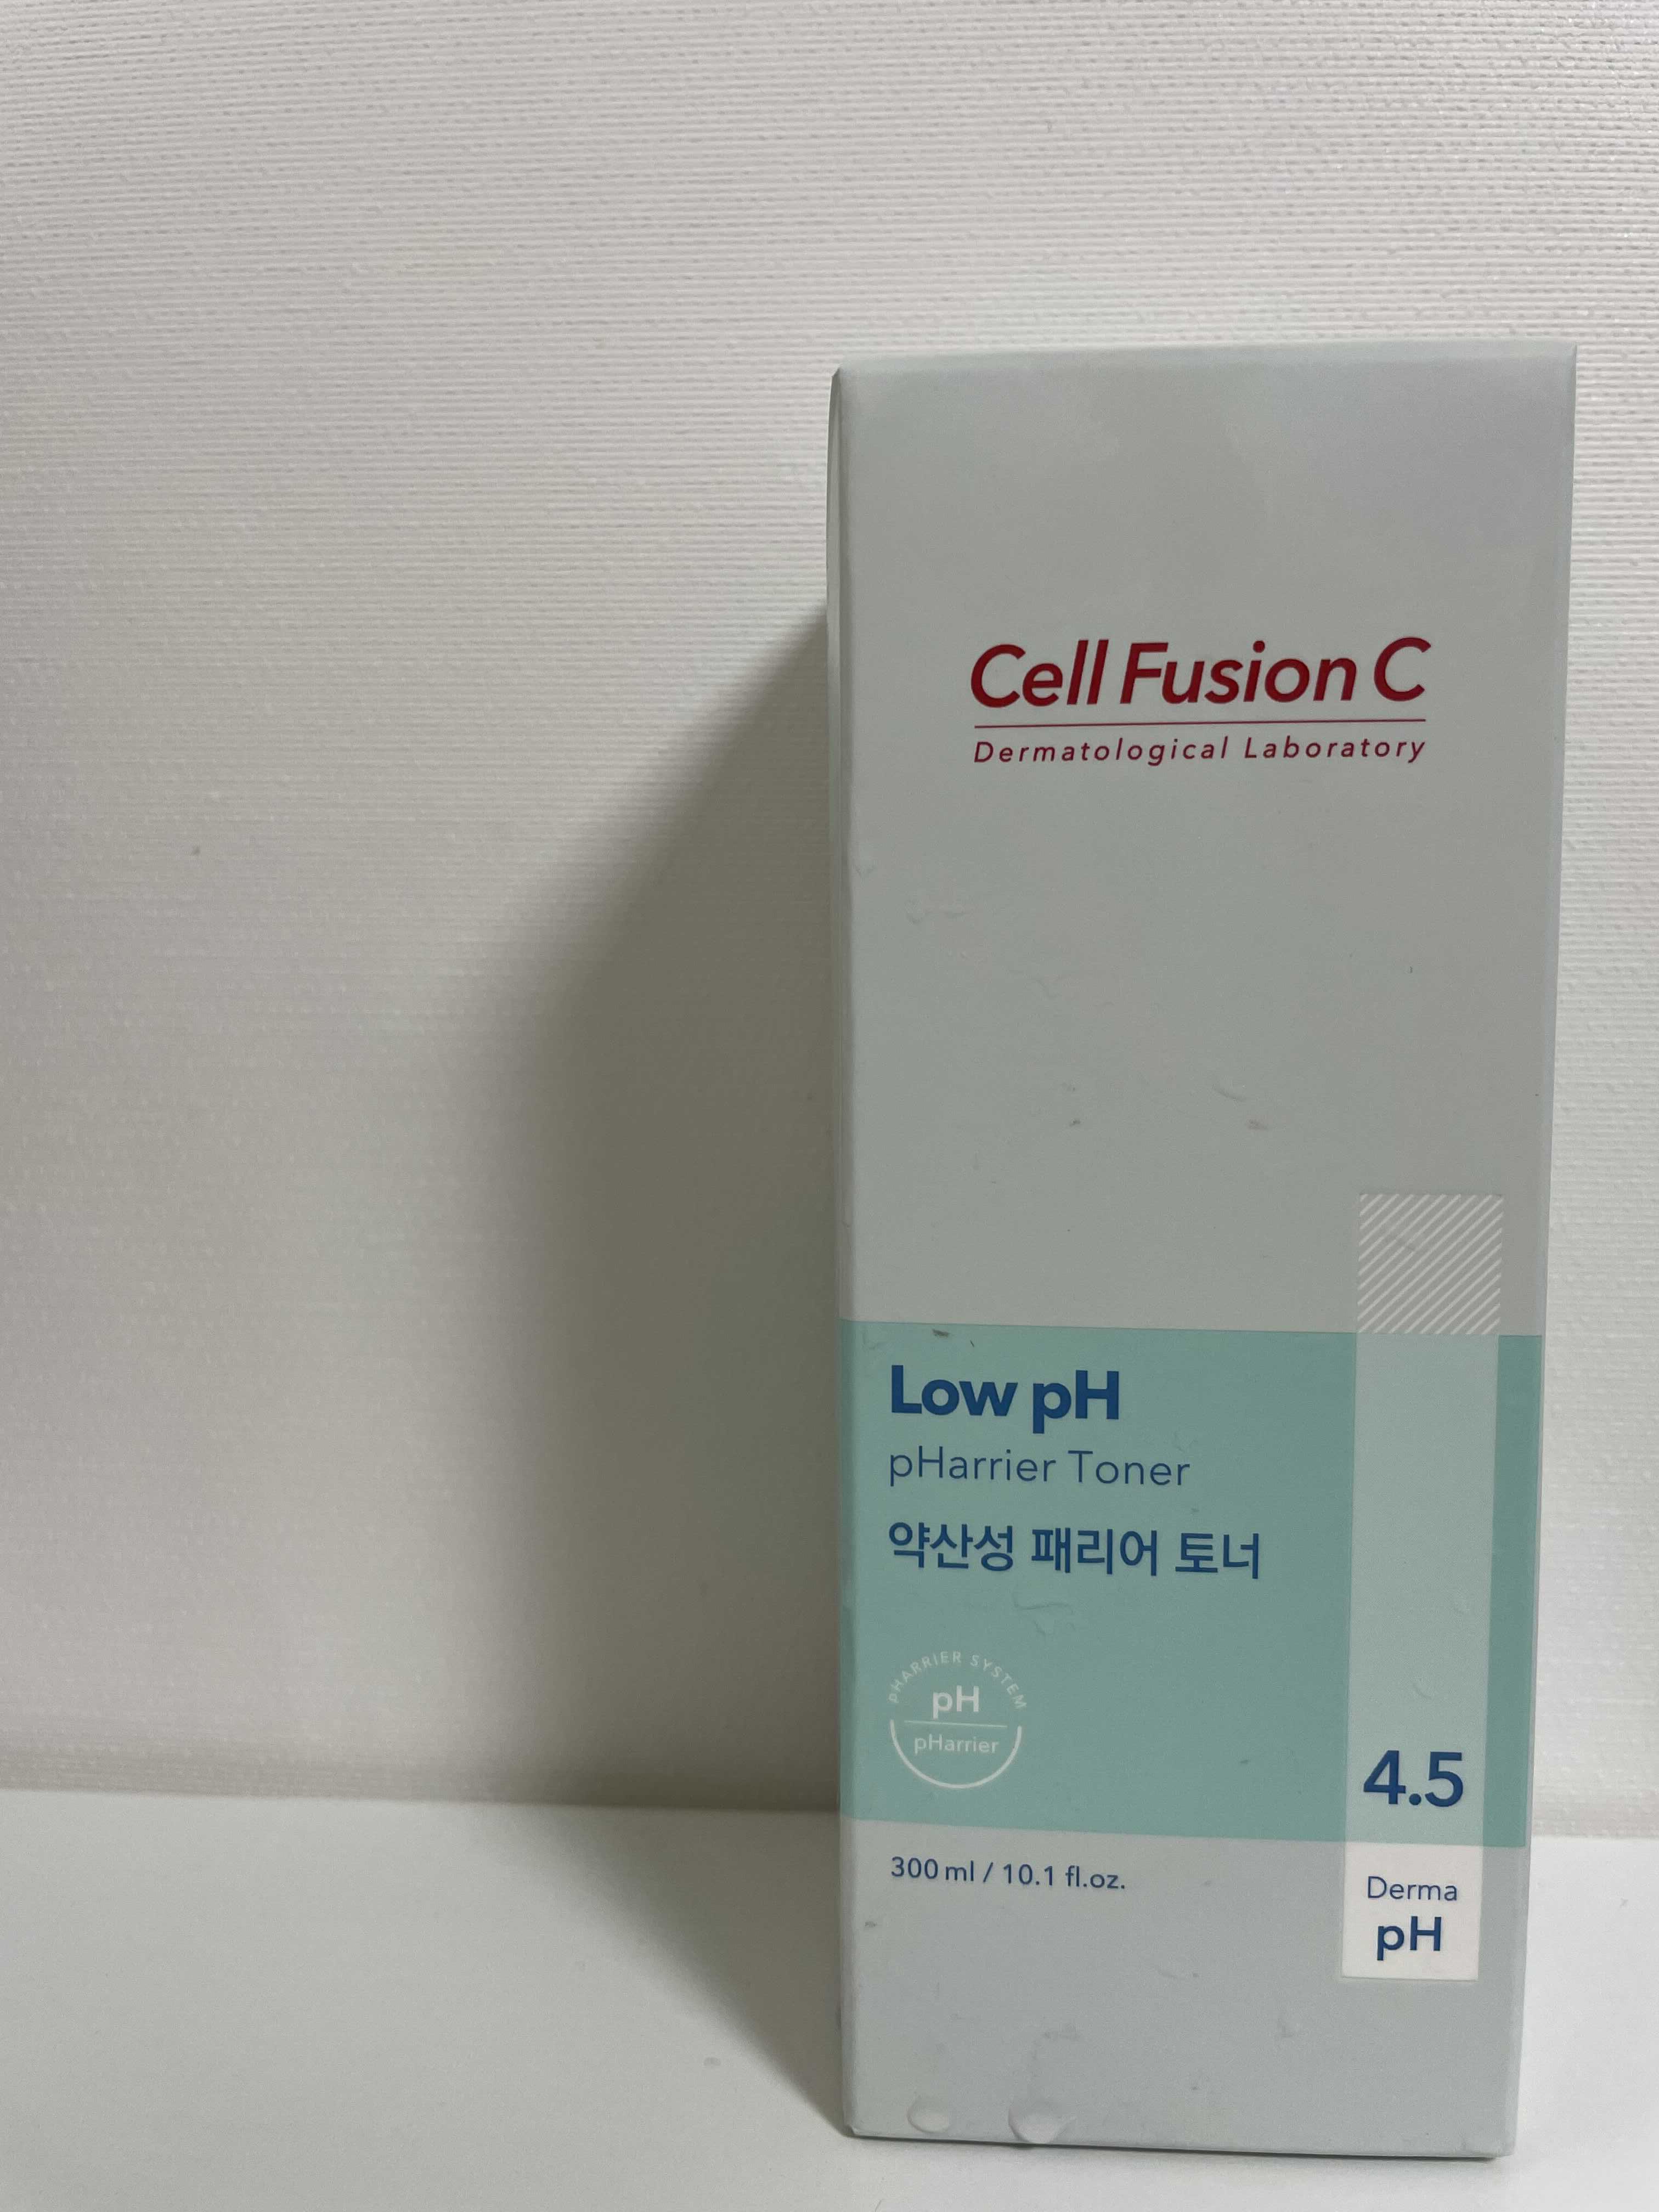 Cell Fusion C
Dermatological Laboratory
Low pH
pHarrier Toner
약산성 패리어 토너
pHARRIER SYSTEM
pH
pHarrier
4.5
300 ml / 10.1 fl.oz.
Derma
pH